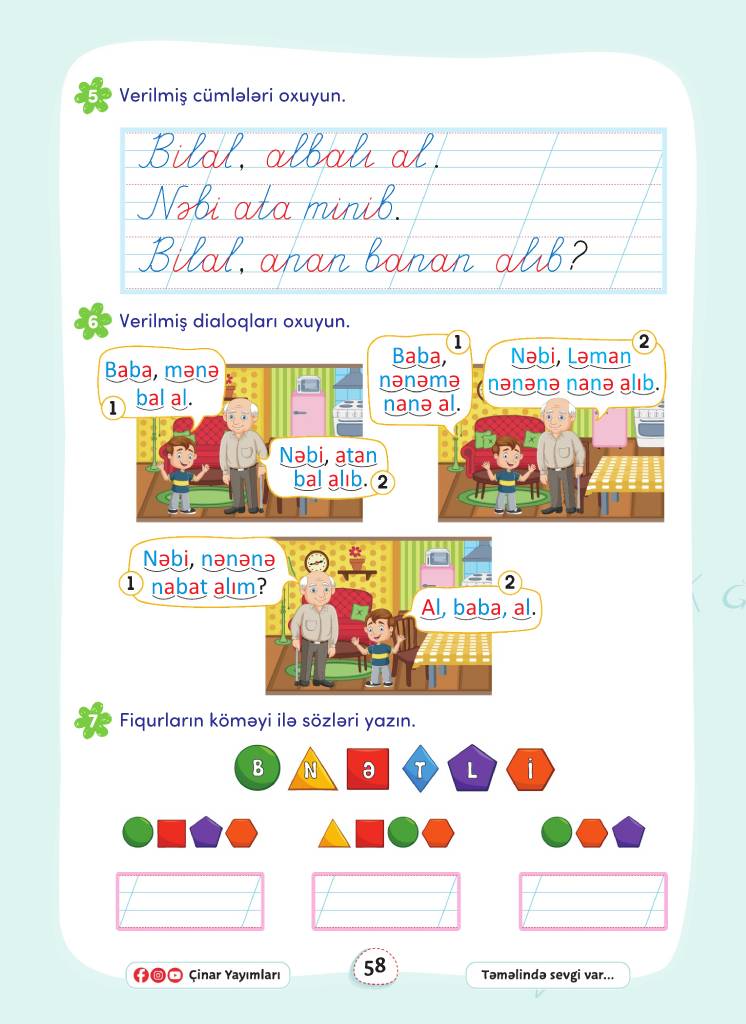 5 Verilmiş cümlələri oxuyun.
Bilal, albalı al.
Nəbi ata minib.
Bilal, anan banan alıb?
6 Verilmiş dialoqları oxuyun.
Baba, mənə
bal al.
1
Nəbi, atan
bal alıb. 2
1
Baba,
nənəmə
nanə al.
2
Nəbi, Ləman
nənənə nanə alıb.
Nəbi, nənənə
1 nabat alım?
2
Al, baba, al.
7 Fiqurların köməyi ilə sözləri yazın.
B N Ə T L İ
Çinar Yayımları
58
Təməlində sevgi var...